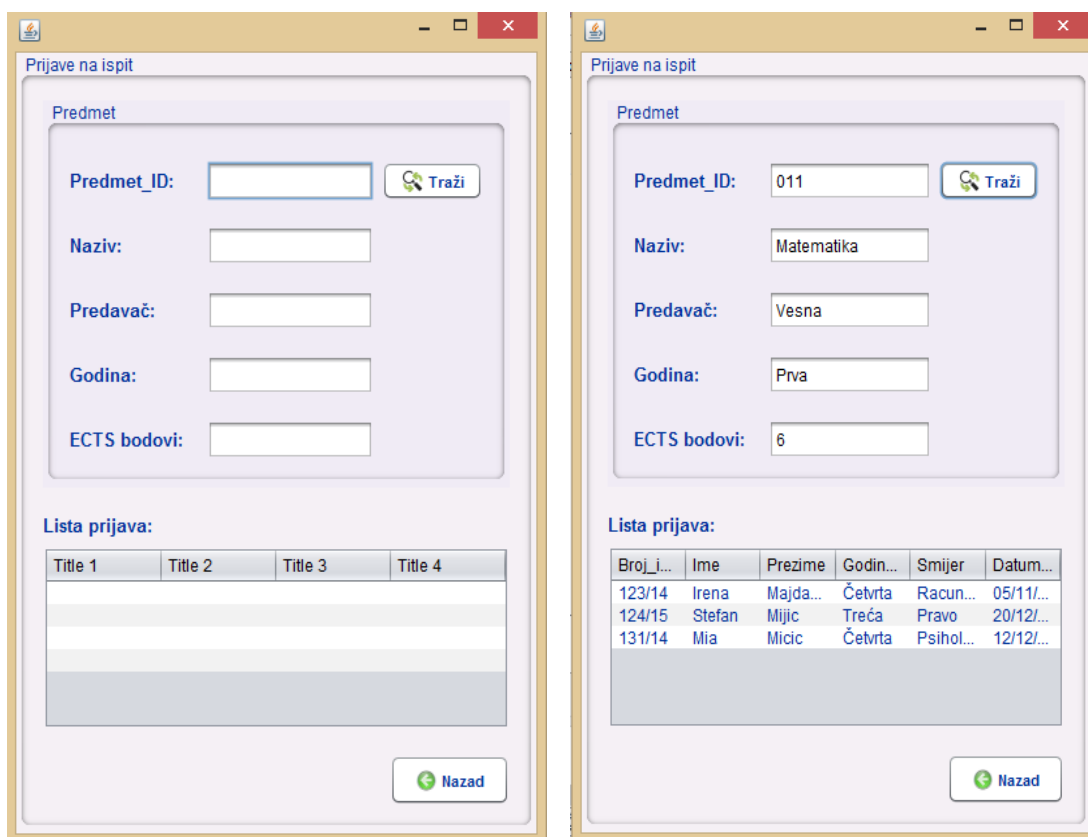 Prijave na ispit
Predmet
Predmet_ID:
Traži
Naziv:
Predavač:
Godina:
ECTS bodovi:
Lista prijava:
Title 1 Title 2 Title 3 Title 4
Nazad
Prijave na ispit
Predmet
Predmet_ID: 011 Traži
Naziv: Matematika
Predavač: Vesna
Godina: Prva
ECTS bodovi: 6
Lista prijava:
Broj_i... Ime Prezime Godin... Smijer Datum...
123/14 Irena Majda... Četvrta Racun... 05/11/...
124/15 Stefan Mijic Treća Pravo 20/12/...
131/14 Mia Micic Četvrta Psihol... 12/12/...
Nazad